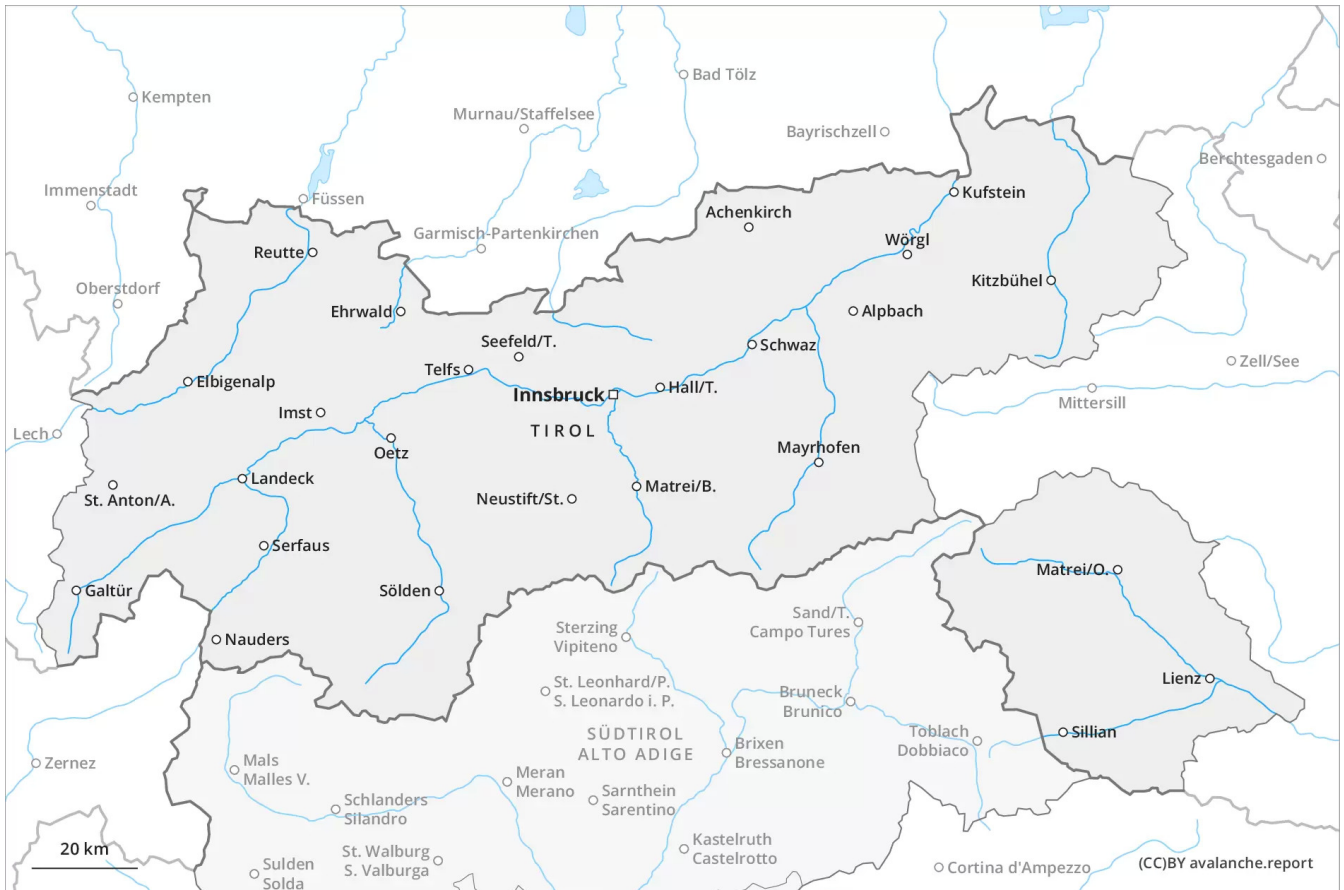 Kempten
Bad Tölz
Murnau/Staffelsee
Bayrischzell
Berchtesgaden
Immenstadt
Füssen
Kufstein
Achenkirch
Garmisch-Partenkirchen
Wörgl
Reutte
Kitzbühel
Oberstdorf
Ehrwald
Alpbach
Seefeld/T.
Schwaz
Zell/See
Telfs
Elbigenalp
Hall/T.
Innsbruck
Mittersill
Imst
Lech
TIROL
Oetz
Mayrhofen
Landeck
Matrei/B.
St. Anton/A.
Neustift/St.
Serfaus
Matrei/O.
Galtür
Sölden
Sand/T.
Campo Tures
Sterzing
Vipiteno
Nauders
Lienz
St. Leonhard/P.
S. Leonardo i. P.
Bruneck
Brunico
SÜDTIROL
ALTO ADIGE
Toblach
Dobbiaco
Sillian
Brixen
Bressanone
Zernez
Mals
Malles V.
Meran
Merano
Sarnthein
Sarentino
Schlanders
Silandro
20 km
St. Walburg
S. Valburga
Kastelruth
Castelrotto
Sulden
Solda
Cortina d'Ampezzo
(CC)BY avalanche.report